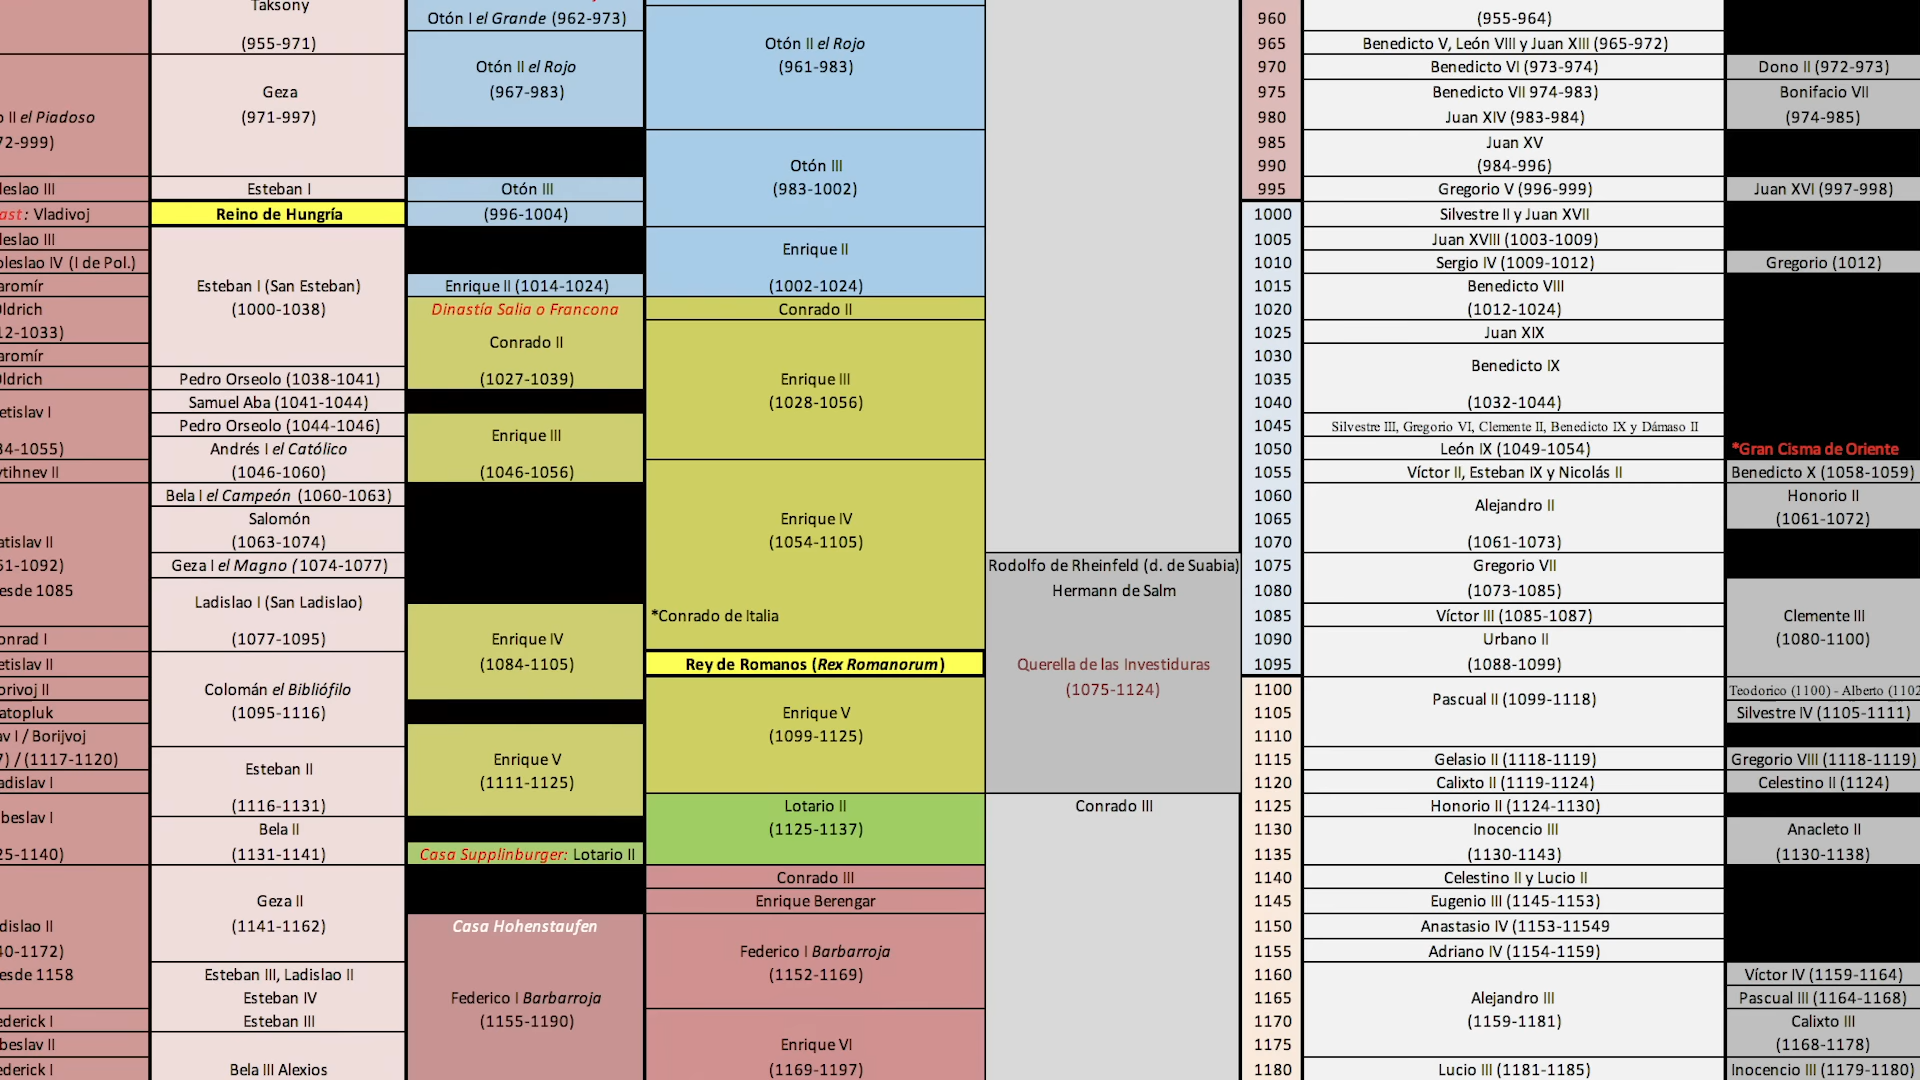 Taksony
(955-971)
Geza
(971-997)
Esteban I
Reino de Hungría
Esteban I (San Esteban)
(1000-1038)
Pedro Orseolo (1038-1041)
Samuel Aba (1041-1044)
Pedro Orseolo (1044-1046)
Andrés I el Católico
(1046-1060)
Bela I el Campeón (1060-1063)
Salomón
(1063-1074)
Geza I el Magno (1074-1077)
Ladislao I (San Ladislao)
(1077-1095)
Colomán el Bibliófilo
(1095-1116)
Esteban II
(1116-1131)
Bela II
(1131-1141)
Geza II
(1141-1162)
Esteban III, Ladislao II
Esteban IV
Esteban III
Bela III Alexios
o II el Piadoso
72-999)
leslao III
ast: Vladivoj
leslao III
oleslao IV (I de Pol.)
aromír
ldrich
12-1033)
aromír
ldrich
etislav I
34-1055)
ytihnev II
atislav II
61-1092)
esde 1085
onrad I
etislav II
orivoj II
atopluk
av I / Borijvoj
7) / (1117-1120)
adislav I
beslav I
25-1140)
dislao II
40-1172)
esde 1158
ederick I
beslav II
ederick I
Otón I el Grande (962-973)
Otón II el Rojo
(967-983)
Otón III
(996-1004)
Enrique II (1014-1024)
Dinastía Salia o Francona
Conrado II
(1027-1039)
Enrique III
(1046-1056)
Enrique IV
(1084-1105)
Enrique V
(1111-1125)
Casa Supplinburger: Lotario II
Casa Hohenstaufen
Federico I Barbarroja
(1155-1190)
Otón II el Rojo
(961-983)
Otón III
(983-1002)
Enrique II
(1002-1024)
Conrado II
Enrique III
(1028-1056)
Enrique IV
(1054-1105)
*Conrado de Italia
Rey de Romanos (Rex Romanorum)
Enrique V
(1099-1125)
Lotario II
(1125-1137)
Conrado III
Enrique Berengar
Federico I Barbarroja
(1152-1169)
Enrique VI
(1169-1197)
Rodolfo de Rheinfeld (d. de Suabia)
Hermann de Salm
Querella de las Investiduras
(1075-1124)
Conrado III
960
965
970
975
980
985
990
995
1000
1005
1010
1015
1020
1025
1030
1035
1040
1045
1050
1055
1060
1065
1070
1075
1080
1085
1090
1095
1100
1105
1110
1115
1120
1125
1130
1135
1140
1145
1150
1155
1160
1165
1170
1175
1180
(955-964)
Benedicto V, León VIII y Juan XIII (965-972)
Benedicto VI (973-974)
Benedicto VII 974-983)
Juan XIV (983-984)
Juan XV
(984-996)
Gregorio V (996-999)
Silvestre II y Juan XVII
Juan XVIII (1003-1009)
Sergio IV (1009-1012)
Benedicto VIII
(1012-1024)
Juan XIX
Benedicto IX
(1032-1044)
Silvestre III, Gregorio VI, Clemente II, Benedicto IX y Dámaso II
León IX (1049-1054)
Víctor II, Esteban IX y Nicolás II
Alejandro II
(1061-1073)
Gregorio VII
(1073-1085)
Víctor III (1085-1087)
Urbano II
(1088-1099)
Pascual II (1099-1118)
Gelasio II (1118-1119)
Calixto II (1119-1124)
Honorio II (1124-1130)
Inocencio III
(1130-1143)
Celestino II y Lucio II
Eugenio III (1145-1153)
Anastasio IV (1153-11549
Adriano IV (1154-1159)
Alejandro III
(1159-1181)
Lucio III (1181-1185)
Dono II (972-973)
Bonifacio VII
(974-985)
Juan XVI (997-998)
Gregorio (1012)
*Gran Cisma de Oriente
Benedicto X (1058-1059)
Honorio II
(1061-1072)
Clemente III
(1080-1100)
Teodorico (1100) - Alberto (1102
Silvestre IV (1105-1111)
Gregorio VIII (1118-1119)
Celestino II (1124)
Anacleto II
(1130-1138)
Víctor IV (1159-1164)
Pascual III (1164-1168)
Calixto III
(1168-1178)
Inocencio III (1179-1180)